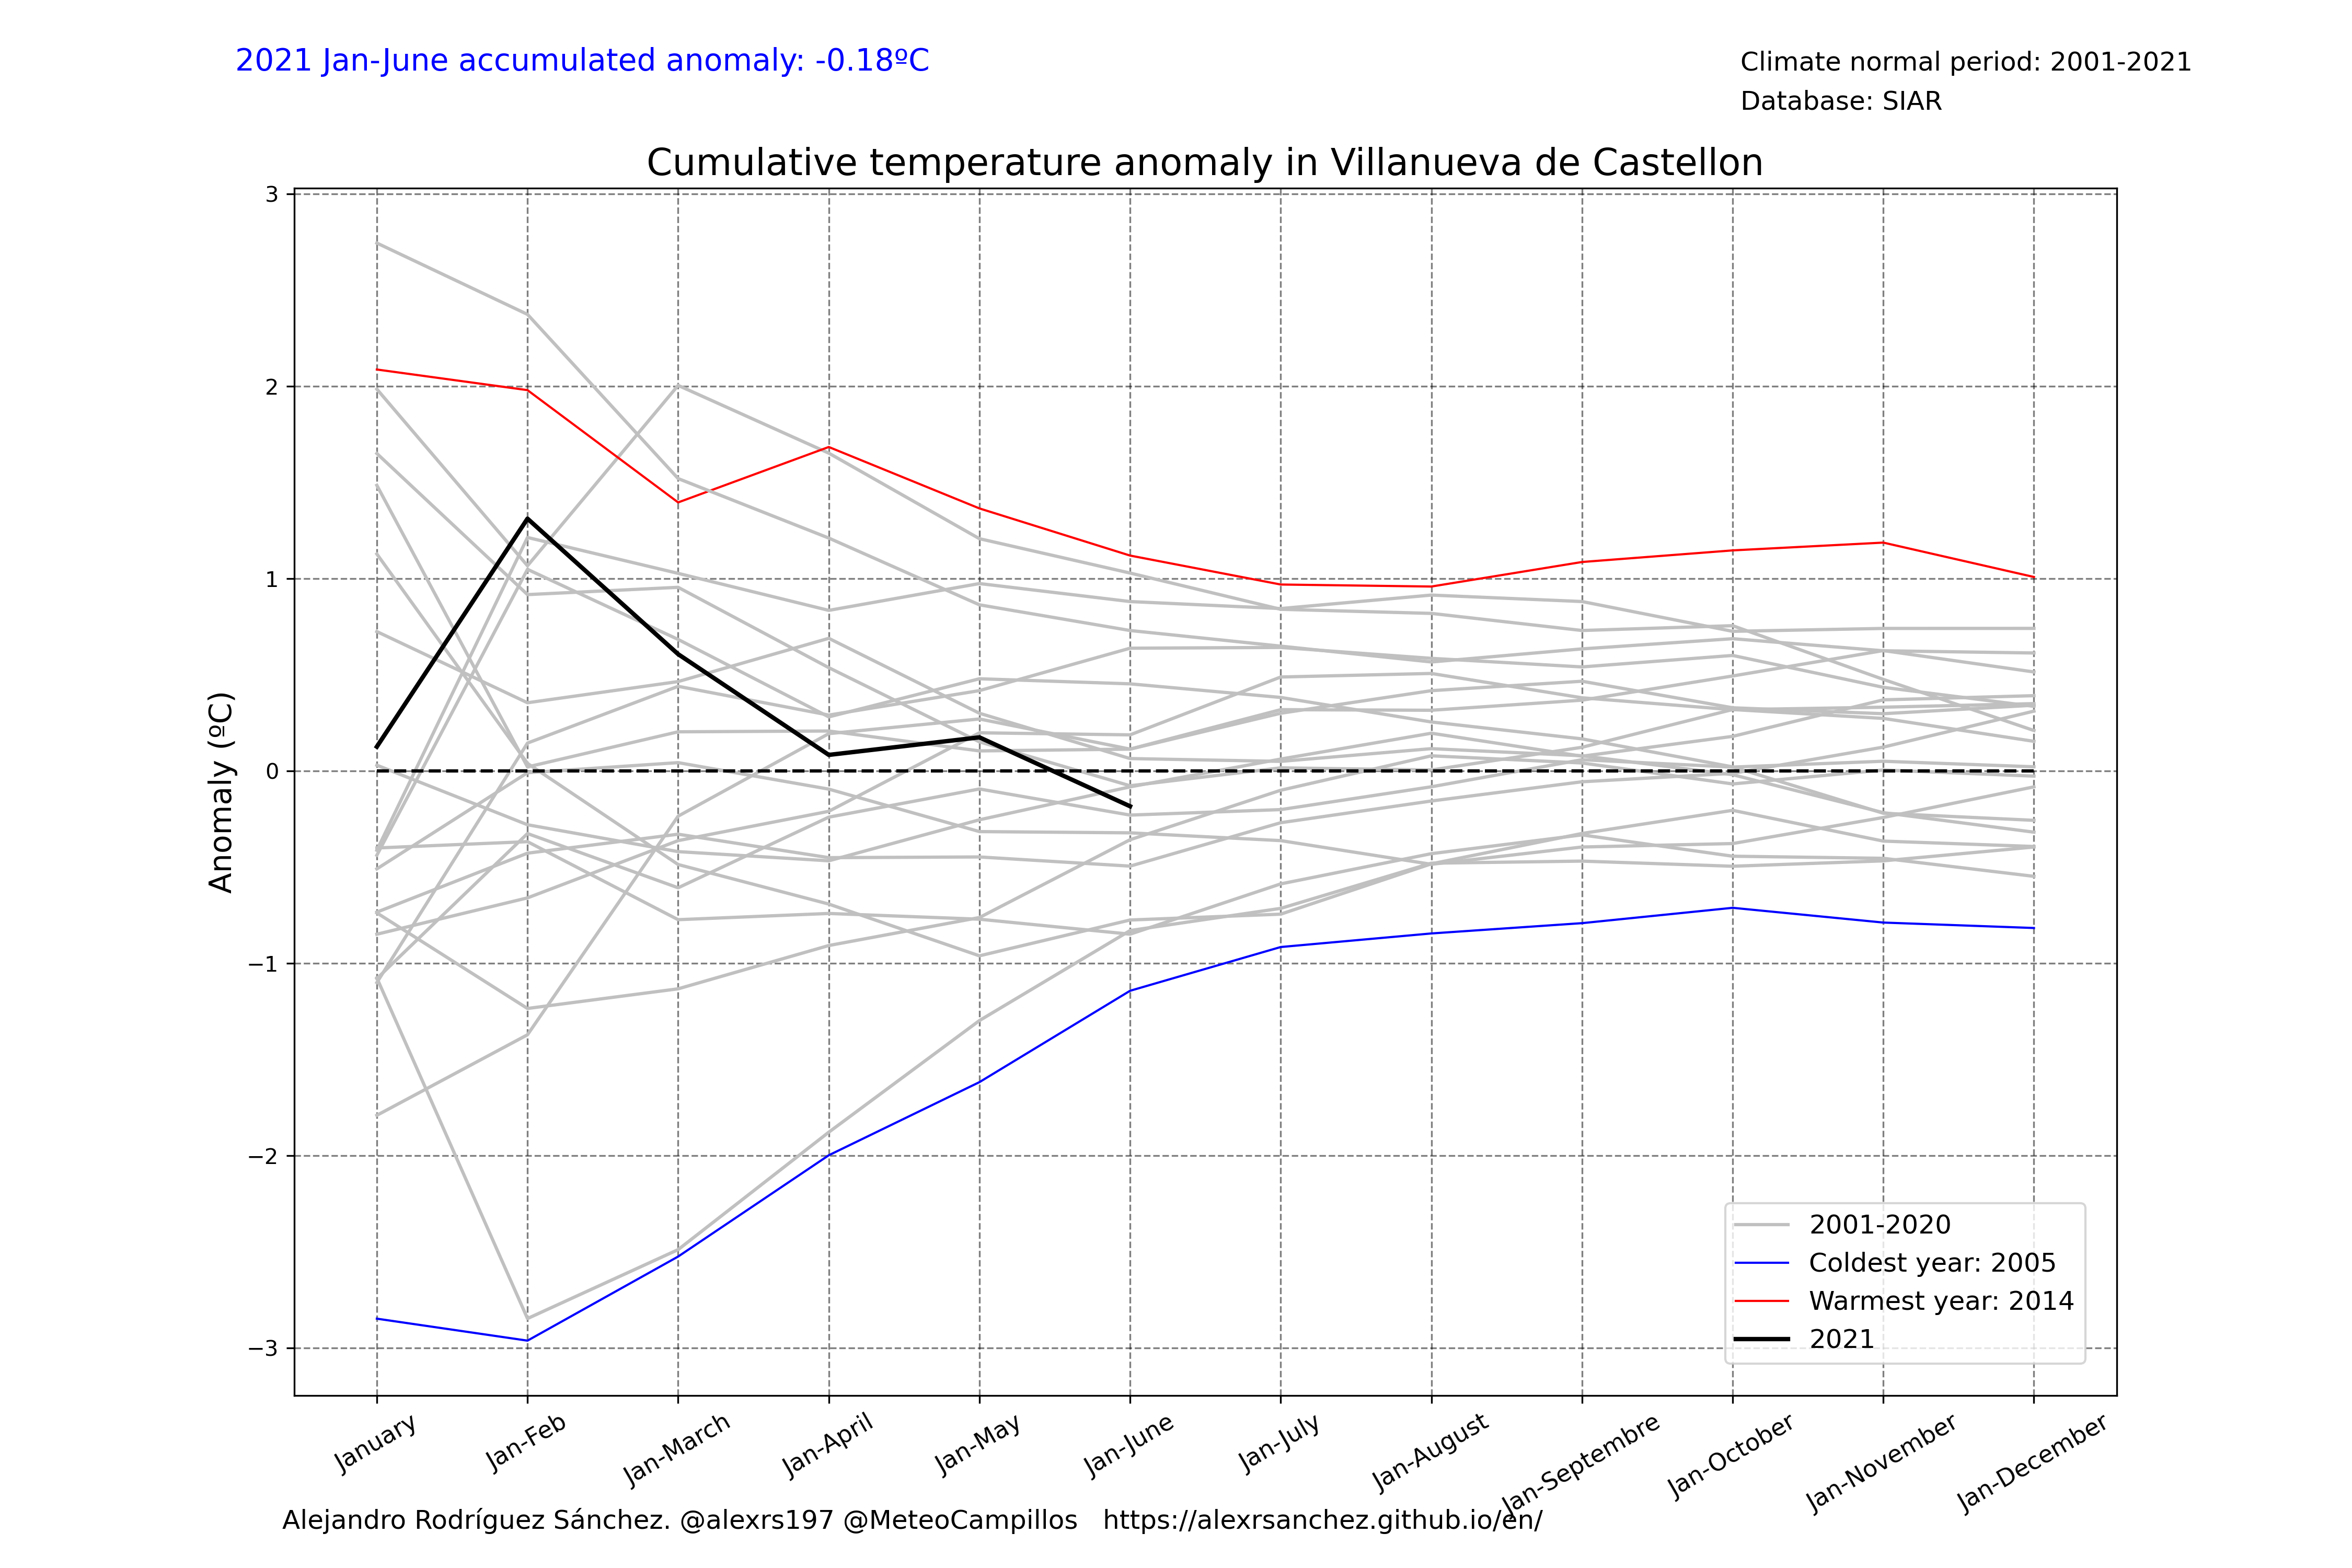 2021 Jan-June accumulated anomaly: -0.18ºC
Climate normal period: 2001-2021
Database: SIAR
Cumulative temperature anomaly in Villanueva de Castellon
Anomaly (ºC)
3
2
1
0
−1
−2
−3
2001-2020
Coldest year: 2005
Warmest year: 2014
2021
January
Jan-Feb
Jan-March
Jan-April
Jan-May
Jan-June
Jan-July
Jan-August
Jan-Septembre
Jan-October
Jan-November
Jan-December
Alejandro Rodríguez Sánchez. @alexrs197 @MeteoCampillos   https://alexrsanchez.github.io/en/